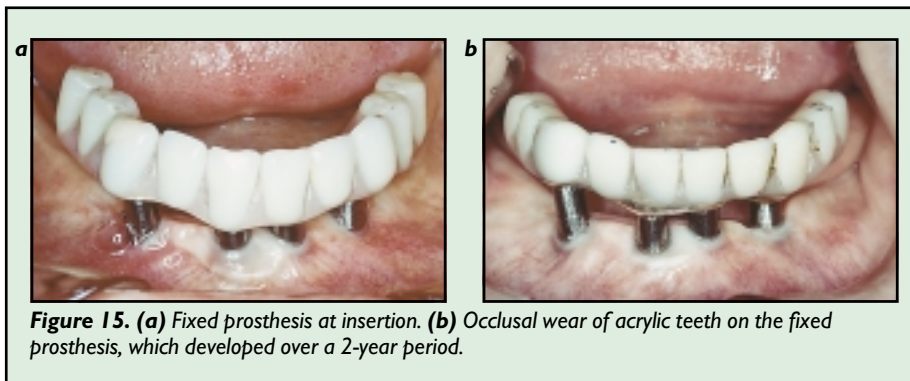 a
b
Figure 15. (a) Fixed prosthesis at insertion. (b) Occlusal wear of acrylic teeth on the fixed
prosthesis, which developed over a 2-year period.